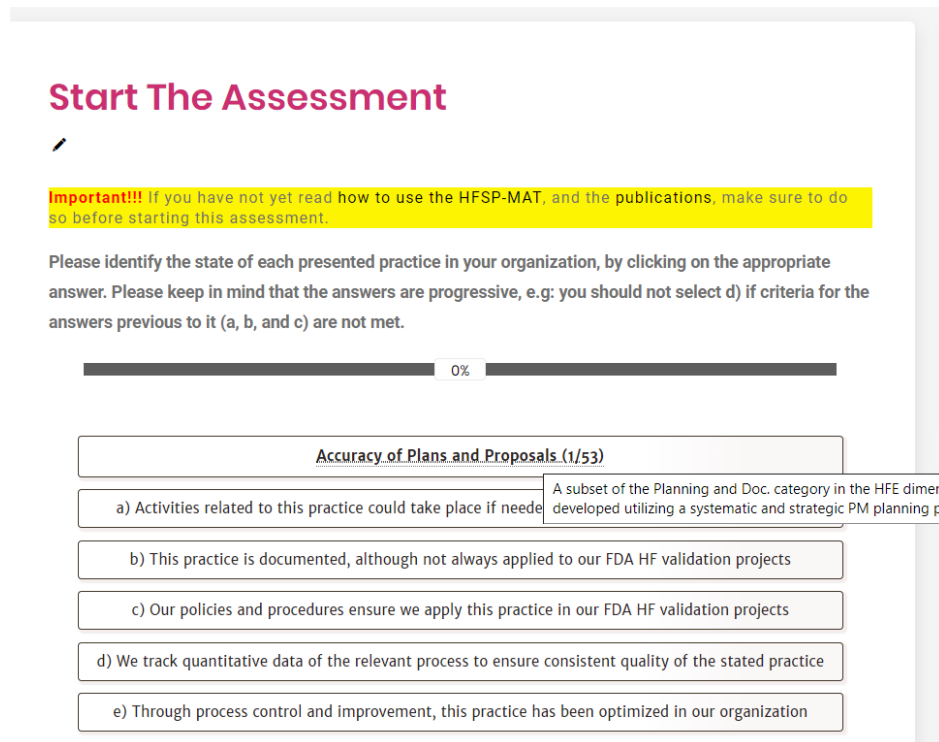 Start The Assessment
Important!!! If you have not yet read how to use the HFSP-MAT, and the publications, make sure to do
so before starting this assessment.
Please identify the state of each presented practice in your organization, by clicking on the appropriate
answer. Please keep in mind that the answers are progressive, e.g: you should not select d) if criteria for the
answers previous to it (a, b, and c) are not met.
0%
Accuracy of Plans and Proposals (1/53)
A subset of the Planning and Doc. category in the HFE
developed utilizing a systematic and strategic PM planning
a) Activities related to this practice could take place if
b) This practice is documented, although not always applied to our FDA HF validation projects
c) Our policies and procedures ensure we apply this practice in our FDA HF validation projects
d) We track quantitative data of the relevant process to ensure consistent quality of the stated practice
e) Through process control and improvement, this practice has been optimized in our organization